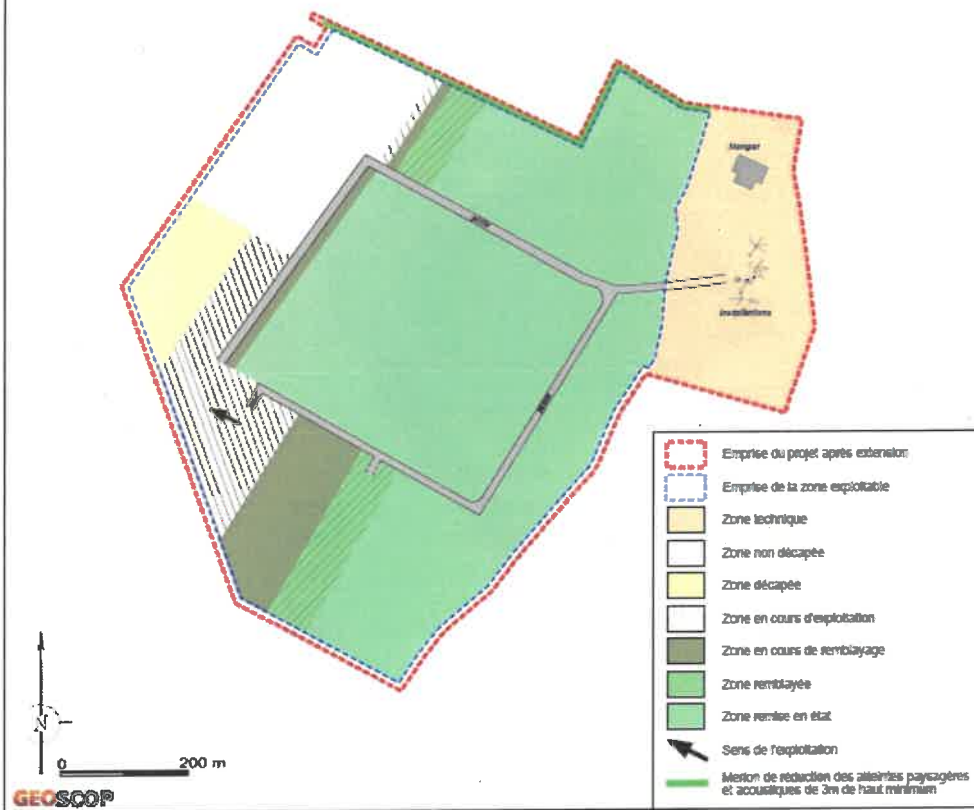 Hangar
Installations
Emprise du projet après extension
Emprise de la zone exploitable
Zone technique
Zone non décapée
Zone décapée
Zone en cours d'exploitation
Zone en cours de remblayage
Zone remblayée
Zone remise en état
Sens de l'exploitation
Merlon de réduction des atteintes paysagères
et acoustiques de 3m de haut minimum
N
0 200 m
GEOSCOP